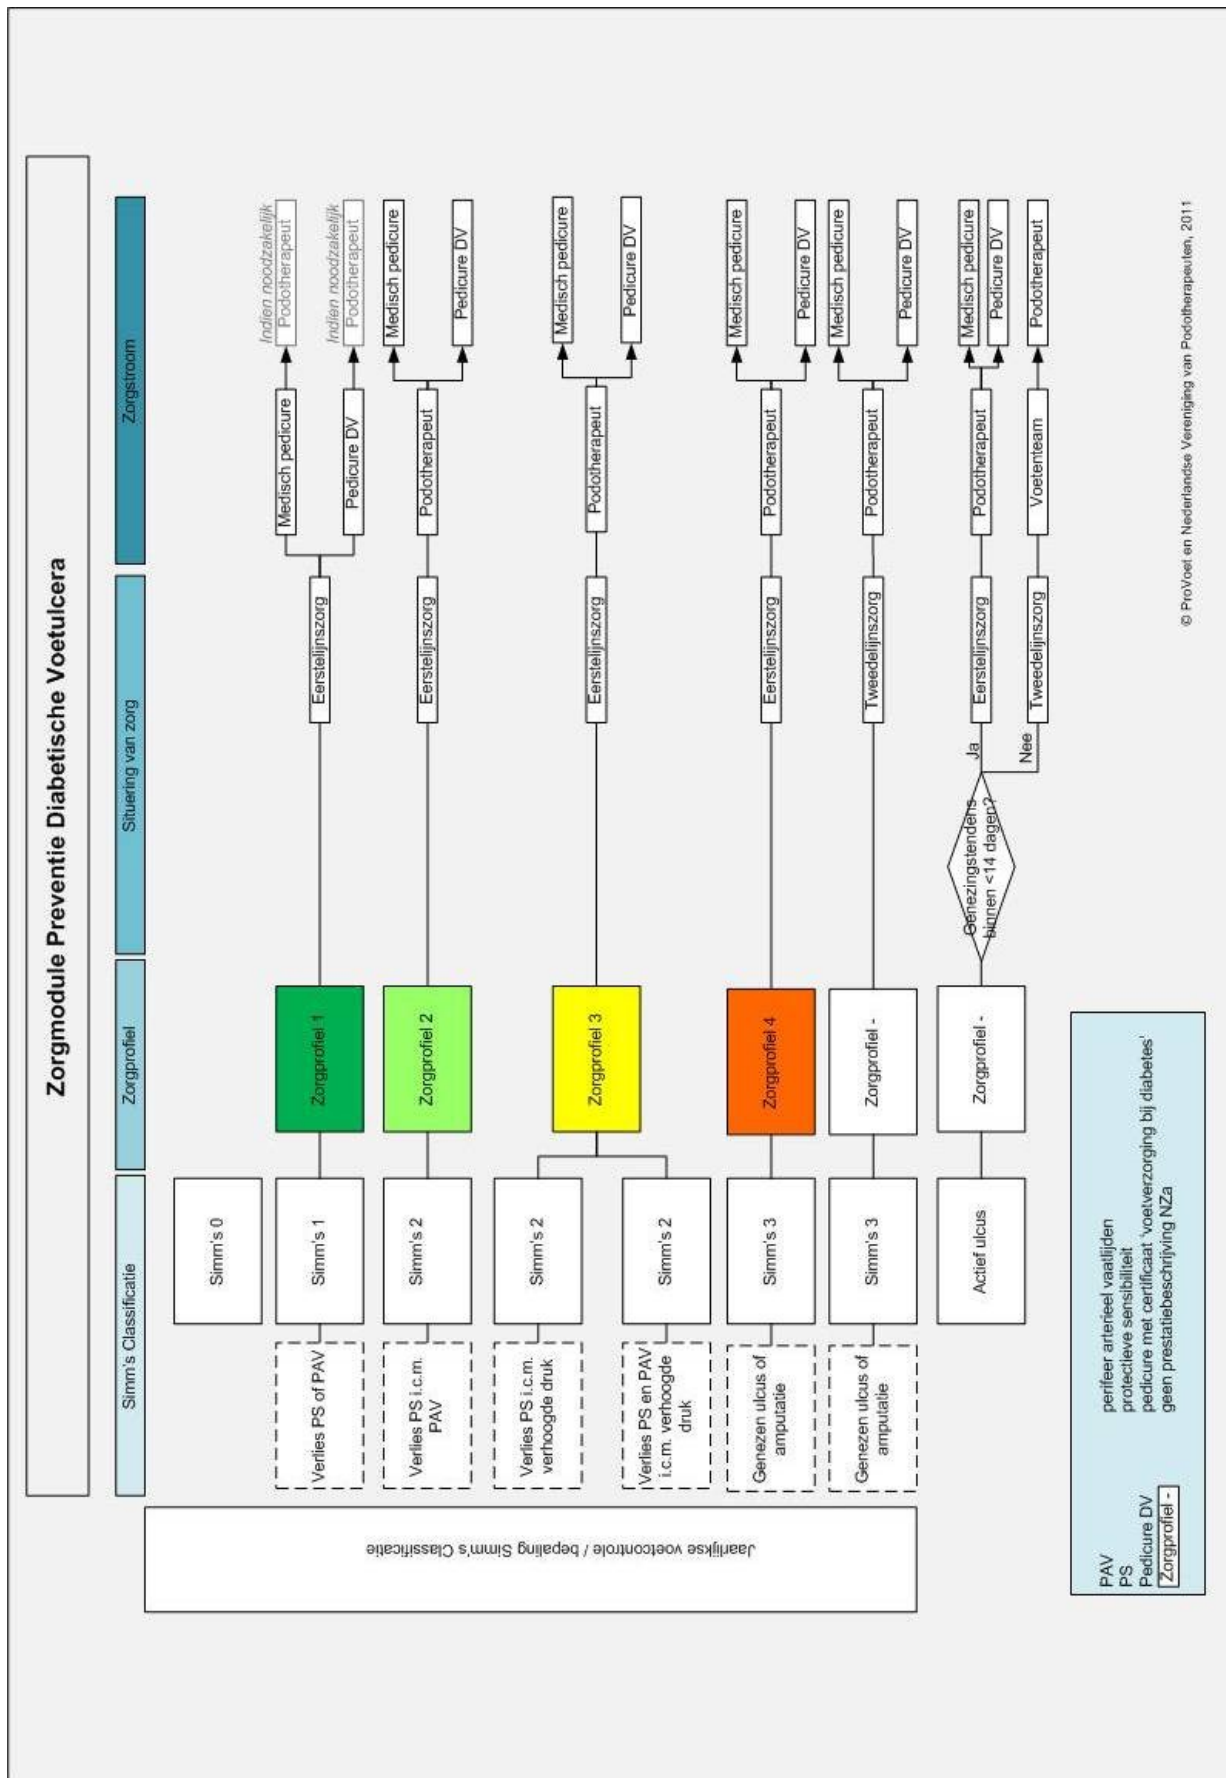 Zorgmodule Preventie Diabetische Voetulcera
Simm's Classificatie
Zorgprofiel
Situering van zorg
Zorgstroom
Jaarlijkse voetcontrole / bepaling Simm's Classificatie
Simm's 0
Verlies PS of PAV
Simm's 1
Zorgprofiel 1
Eerstelijnszorg
Medisch pedicure
Indien noodzakelijk
Podotherapeut
Pedicure DV
Indien noodzakelijk
Podotherapeut
Verlies PS i.c.m.
PAV
Simm's 2
Zorgprofiel 2
Eerstelijnszorg
Podotherapeut
Medisch pedicure
Pedicure DV
Verlies PS i.c.m.
verhoogde druk
Simm's 2
Verlies PS en PAV
i.c.m. verhoogde
druk
Simm's 2
Zorgprofiel 3
Eerstelijnszorg
Podotherapeut
Medisch pedicure
Pedicure DV
Genezen ulcus of
amputatie
Simm's 3
Zorgprofiel 4
Eerstelijnszorg
Podotherapeut
Medisch pedicure
Pedicure DV
Genezen ulcus of
amputatie
Simm's 3
Zorgprofiel -
Tweedelijnszorg
Podotherapeut
Medisch pedicure
Pedicure DV
Actief ulcus
Zorgprofiel -
Genezingstendens
binnen <14 dagen?
Ja
Eerstelijnszorg
Podotherapeut
Medisch pedicure
Pedicure DV
Nee
Tweedelijnszorg
Voetenteam
Podotherapeut
PAV perifeer arterieel vaatlijden
PS protectieve sensibiliteit
Pedicure DV pedicure met certificaat 'voetverzorging bij diabetes'
Zorgprofiel - geen prestatiebeschrijving NZa
© ProVoet en Nederlandse Vereniging van Podotherapeuten, 2011